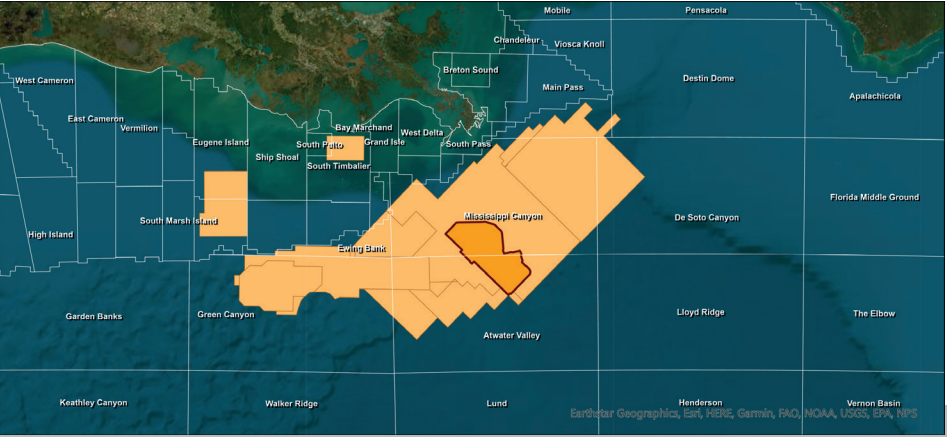 Mobile
Pensacola
Chandeleur
Viosca Knoll
Breton Sound
West Cameron
Destin Dome
Main Pass
Apalachicola
East Cameron
Vermilion
Bay Marchand
West Delta
Eugene Island
South Pelto
Grand Isle
South Pass
Ship Shoal
South Timbalier
Florida Middle Ground
Mississippi Canyon
De Soto Canyon
South Marsh Island
High Island
Ewing Bank
Garden Banks
Green Canyon
Lloyd Ridge
The Elbow
Atwater Valley
Keathley Canyon
Walker Ridge
Lund
Henderson
Vernon Basin
Earthstar Geographics, Esri, HERE, Garmin, FAO, NOAA, USGS, EPA, NPS